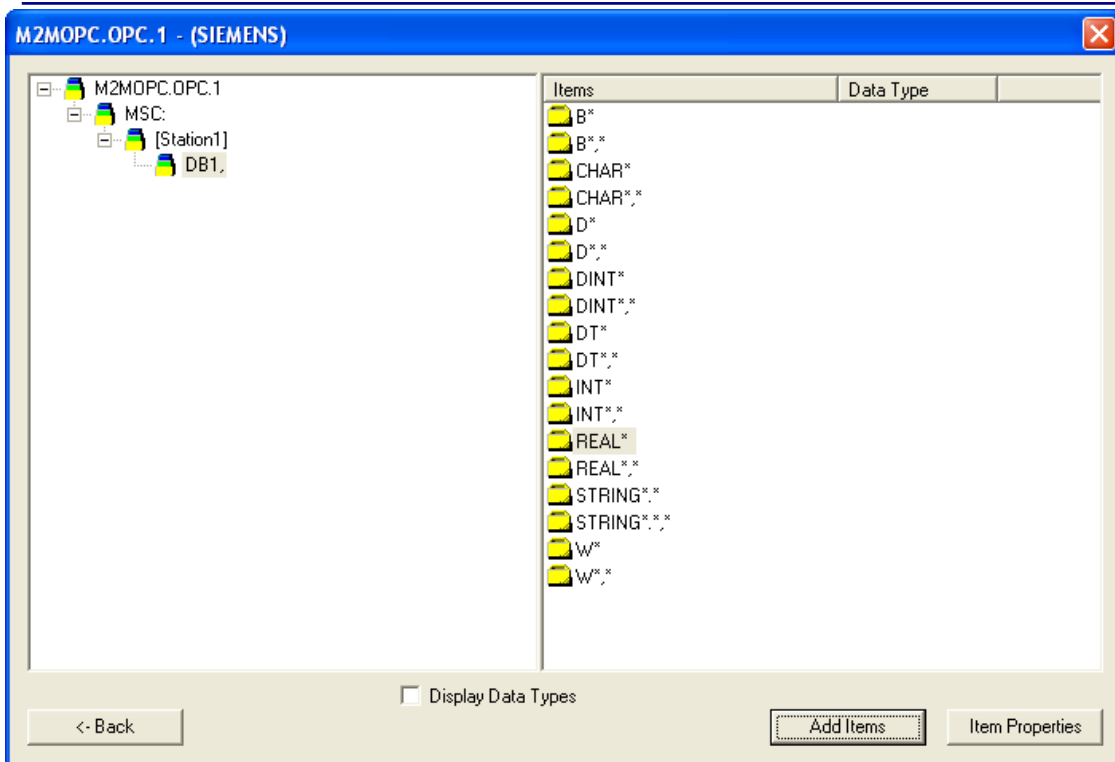 M2MOPC.OPC.1 - (SIEMENS)
M2MOPC.OPC.1
MSC:
[Station1]
DB1,
Items Data Type
B*
B*,*
CHAR*
CHAR*,*
D*
D*,*
DINT*
DINT*,*
DT*
DT*,*
INT*
INT*,*
REAL*
REAL*,*
STRING*.*
STRING*.*,*
W*
W*,*
Display Data Types
<- Back Add Items Item Properties